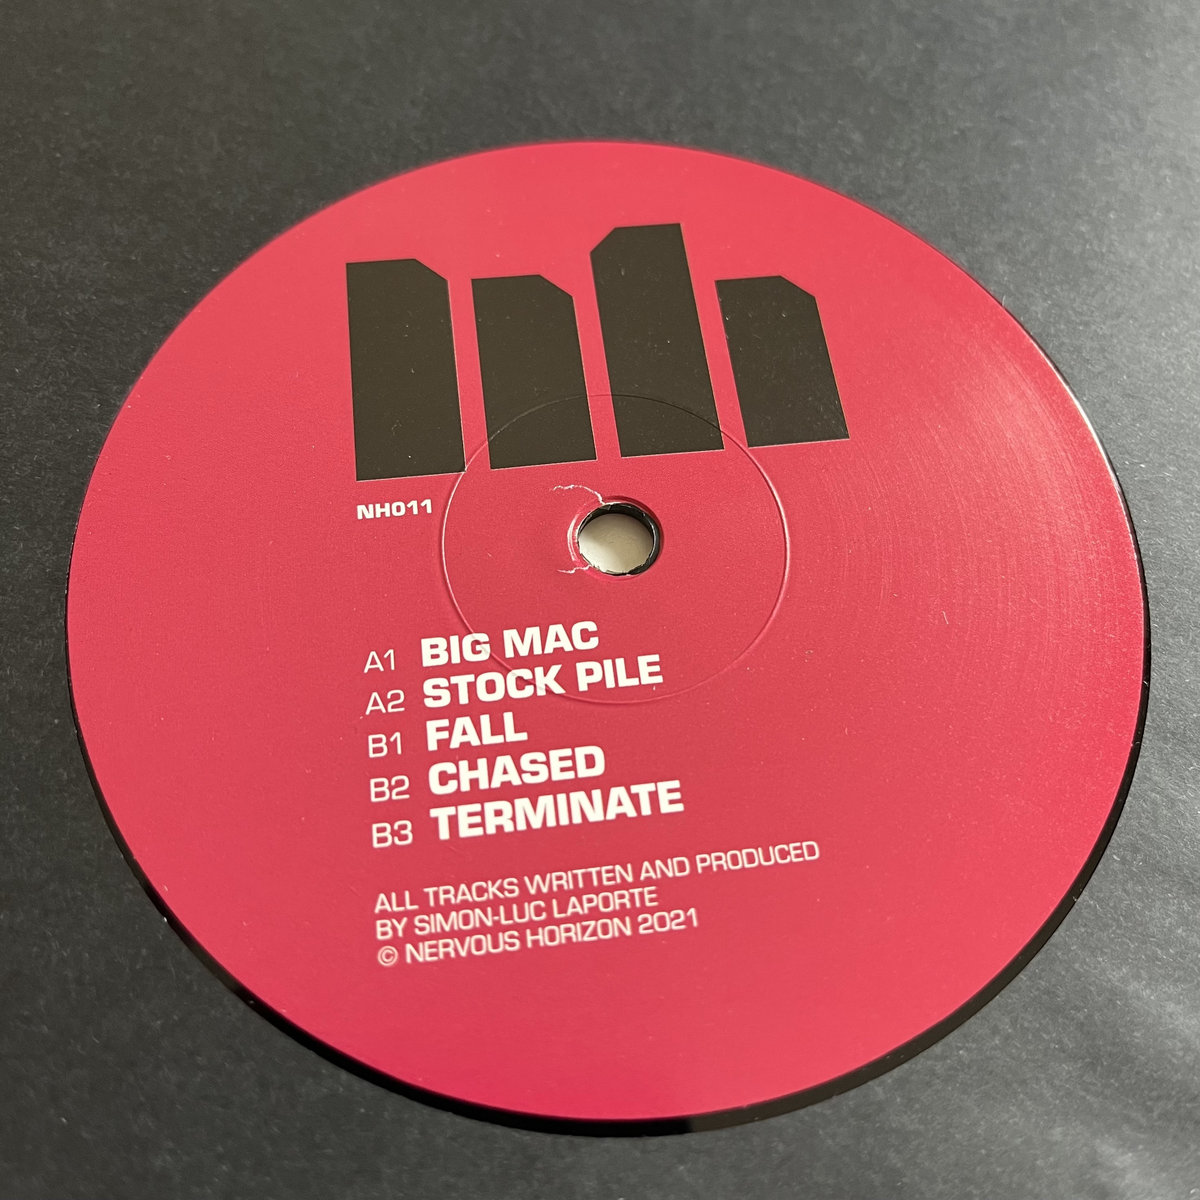 NH011
A1 BIG MAC
A2 STOCK PILE
B1 FALL
B2 CHASED
B3 TERMINATE
ALL TRACKS WRITTEN AND PRODUCED
BY SIMON-LUC LAPORTE
© NERVOUS HORIZON 2021